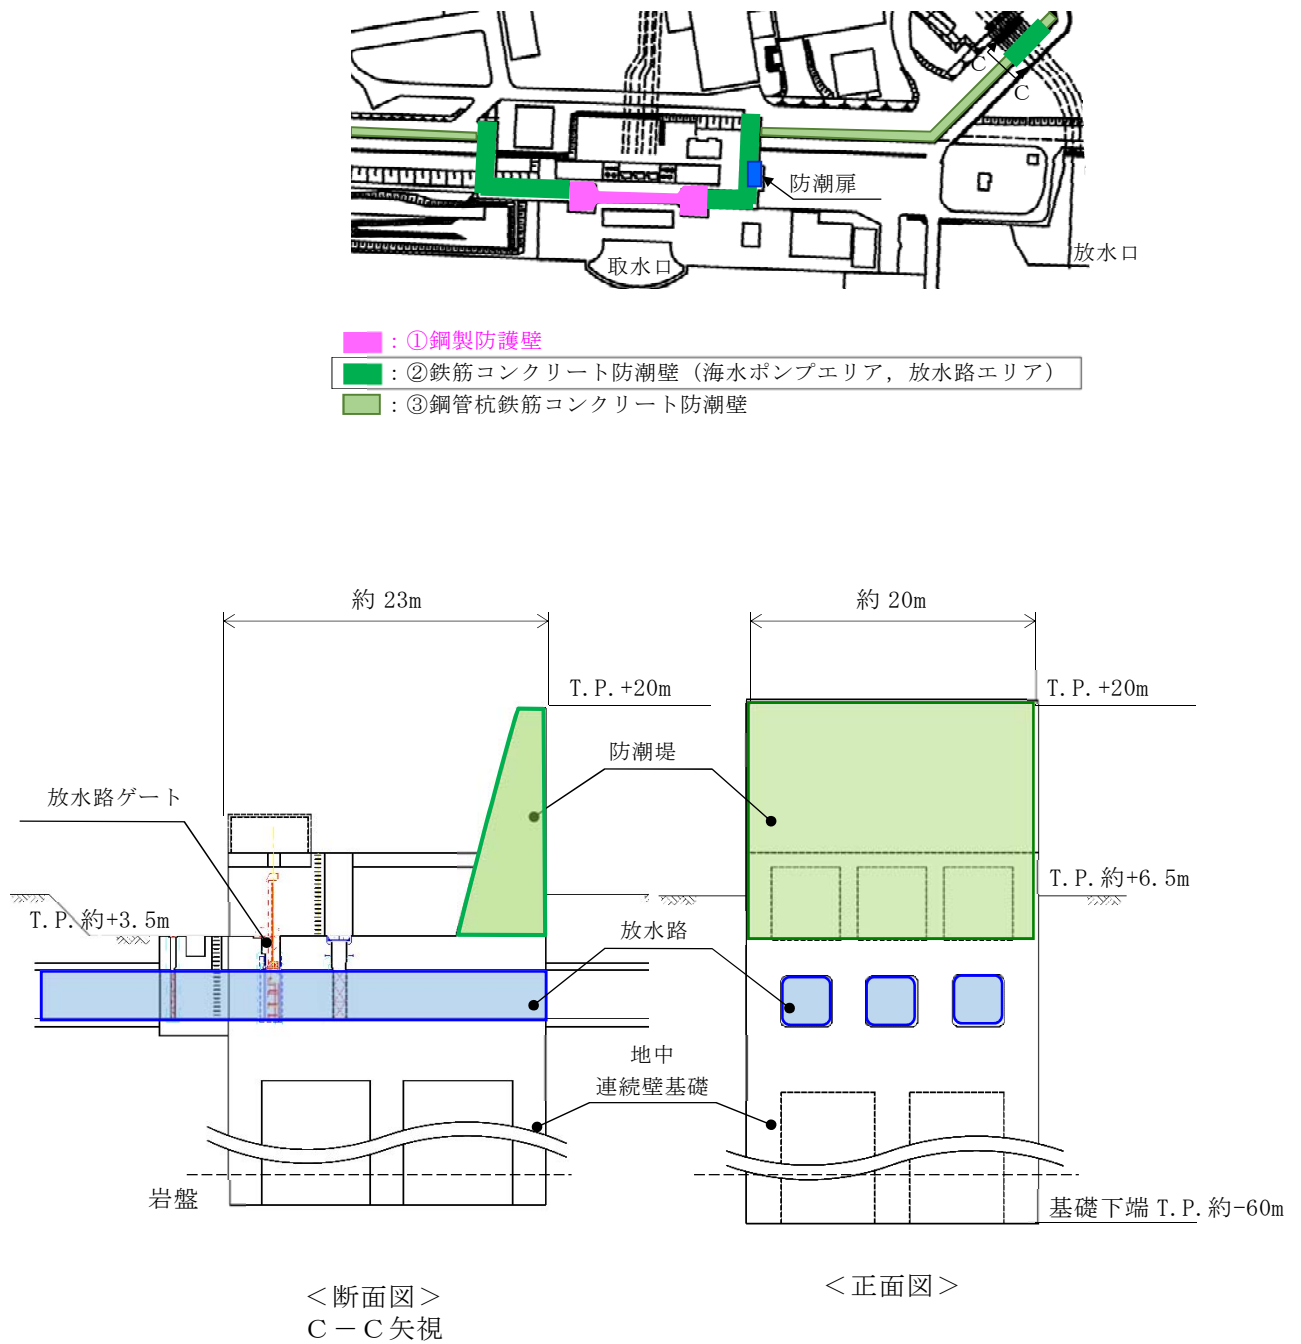 C
C
防潮扉
放水口
取水口
：①鋼製防護壁
：②鉄筋コンクリート防潮壁（海水ポンプエリア，放水路エリア）
：③鋼管杭鉄筋コンクリート防潮壁
約 23m
約 20m
T.P.+20m
T.P.+20m
防潮堤
放水路ゲート
T.P.約+6.5m
T.P.約+3.5m
放水路
地中
連続壁基礎
岩盤
基礎下端 T.P.約-60m
＜断面図＞
C－C矢視
＜正面図＞